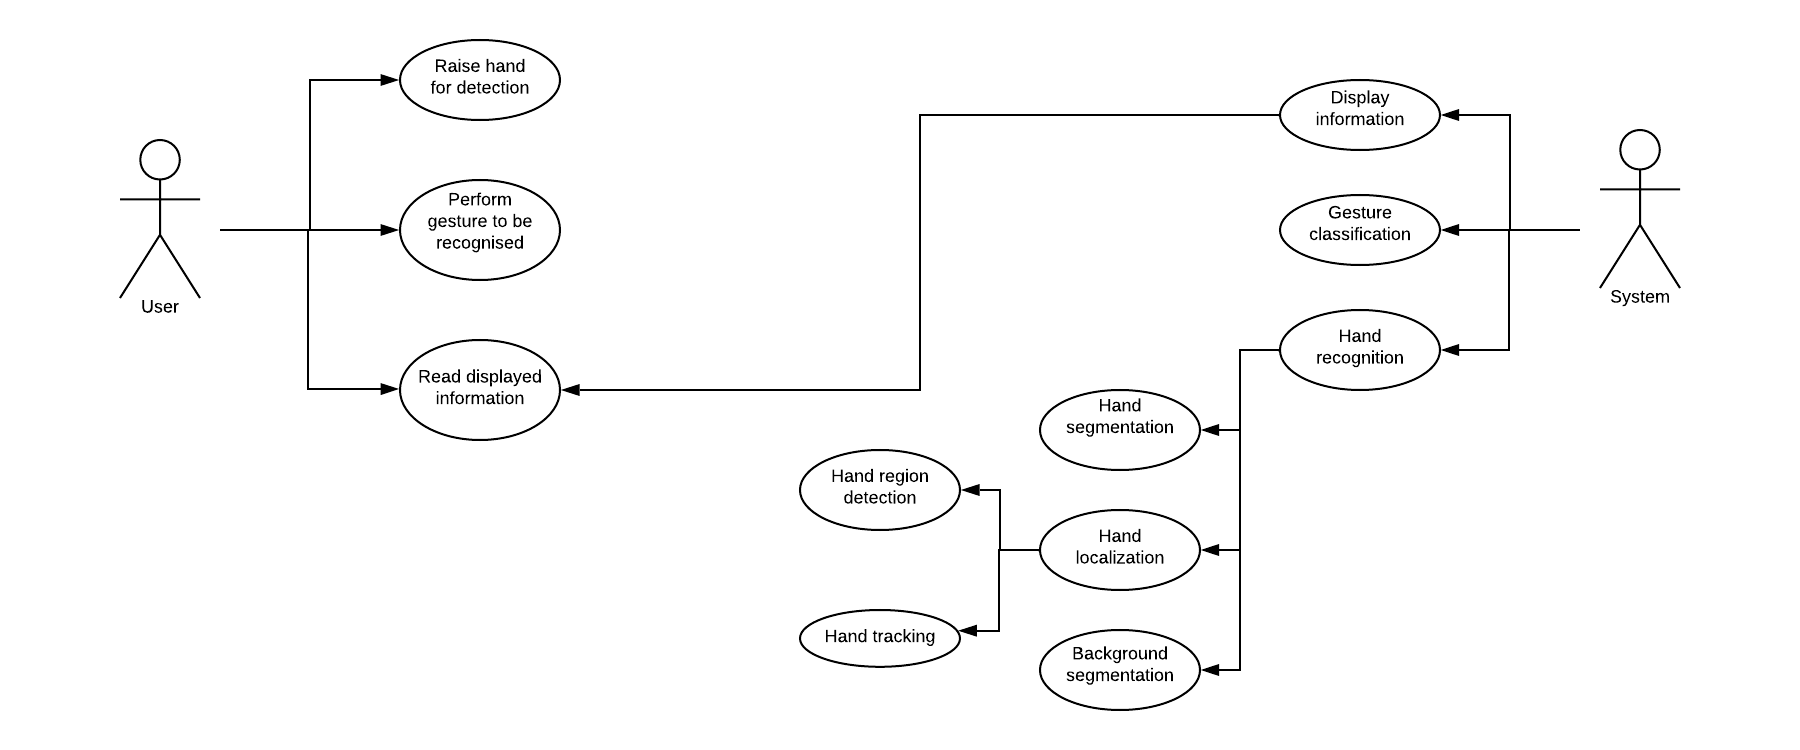 Raise hand
for detection
Perform
gesture to be
recognised
User
Read displayed
information
Display
information
Gesture
classification
System
Hand
recognition
Hand
segmentation
Hand region
detection
Hand
localization
Hand tracking
Background
segmentation